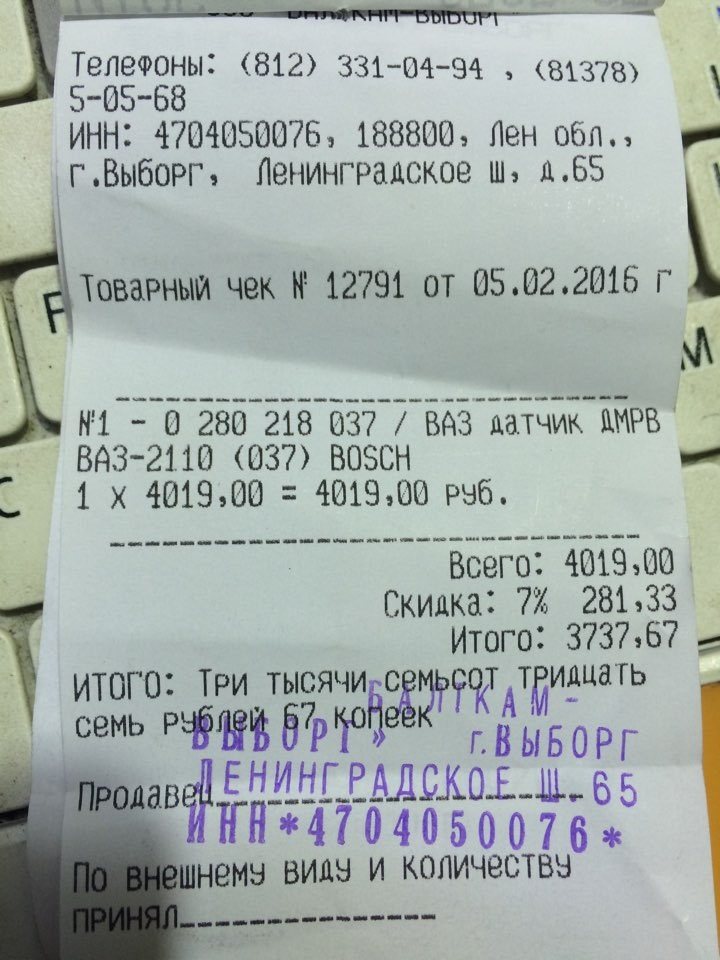 ВАЛТКАМ-ВЫБОРГ"
Телефоны: (812) 331-04-94 , (81378)
5-05-68
ИНН: 4704050076, 188800, Лен обл.,
г.Выборг, Ленинградское ш, д.65
Товарный чек № 12791 от 05.02.2016 г
№1 - 0 280 218 037 / ВАЗ датчик ДМРВ
ВАЗ-2110 (037) BOSCH
1 X 4019,00 = 4019,00 руб.
Всего: 4019,00
Скидка: 7% 281,33
Итого: 3737,67
ИТОГО: Три тысячи семьсот тридцать
семь рублей 67 копеек
БАЛТКАМ-
ВЫБОРГ» г.ВЫБОРГ
Продавец
ЛЕНИНГРАДСКОЕ Ш.65
ИНН*4704050076*
По внешнему виду и количеству
ПРИНЯЛ